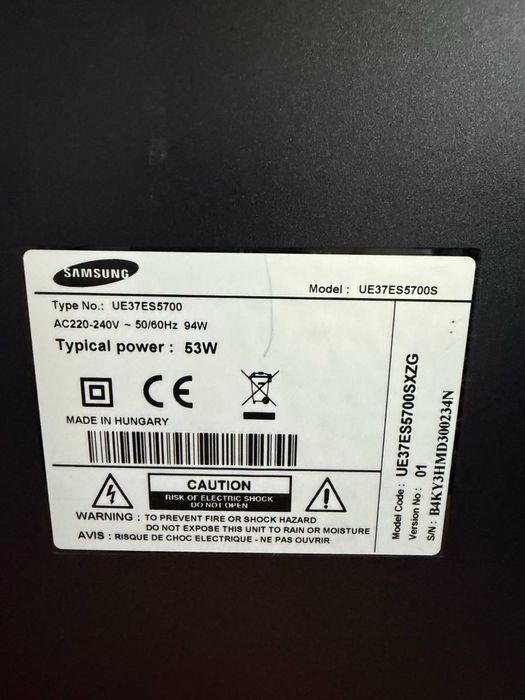 SAMSUNG
Model : UE37ES5700S
Type No.: UE37ES5700
AC220-240V ~ 50/60Hz 94W
Typical power : 53W
CE
MADE IN HUNGARY
CAUTION
RISK OF ELECTRIC SHOCK
DO NOT OPEN
WARNING : TO PREVENT FIRE OR SHOCK HAZARD
DO NOT EXPOSE THIS UNIT TO RAIN OR MOISTURE
AVIS : RISQUE DE CHOC ELECTRIQUE - NE PAS OUVRIR
Model Code : UE37ES5700SXZG
Version No : 01
S/N : B4KY3HMD300234N